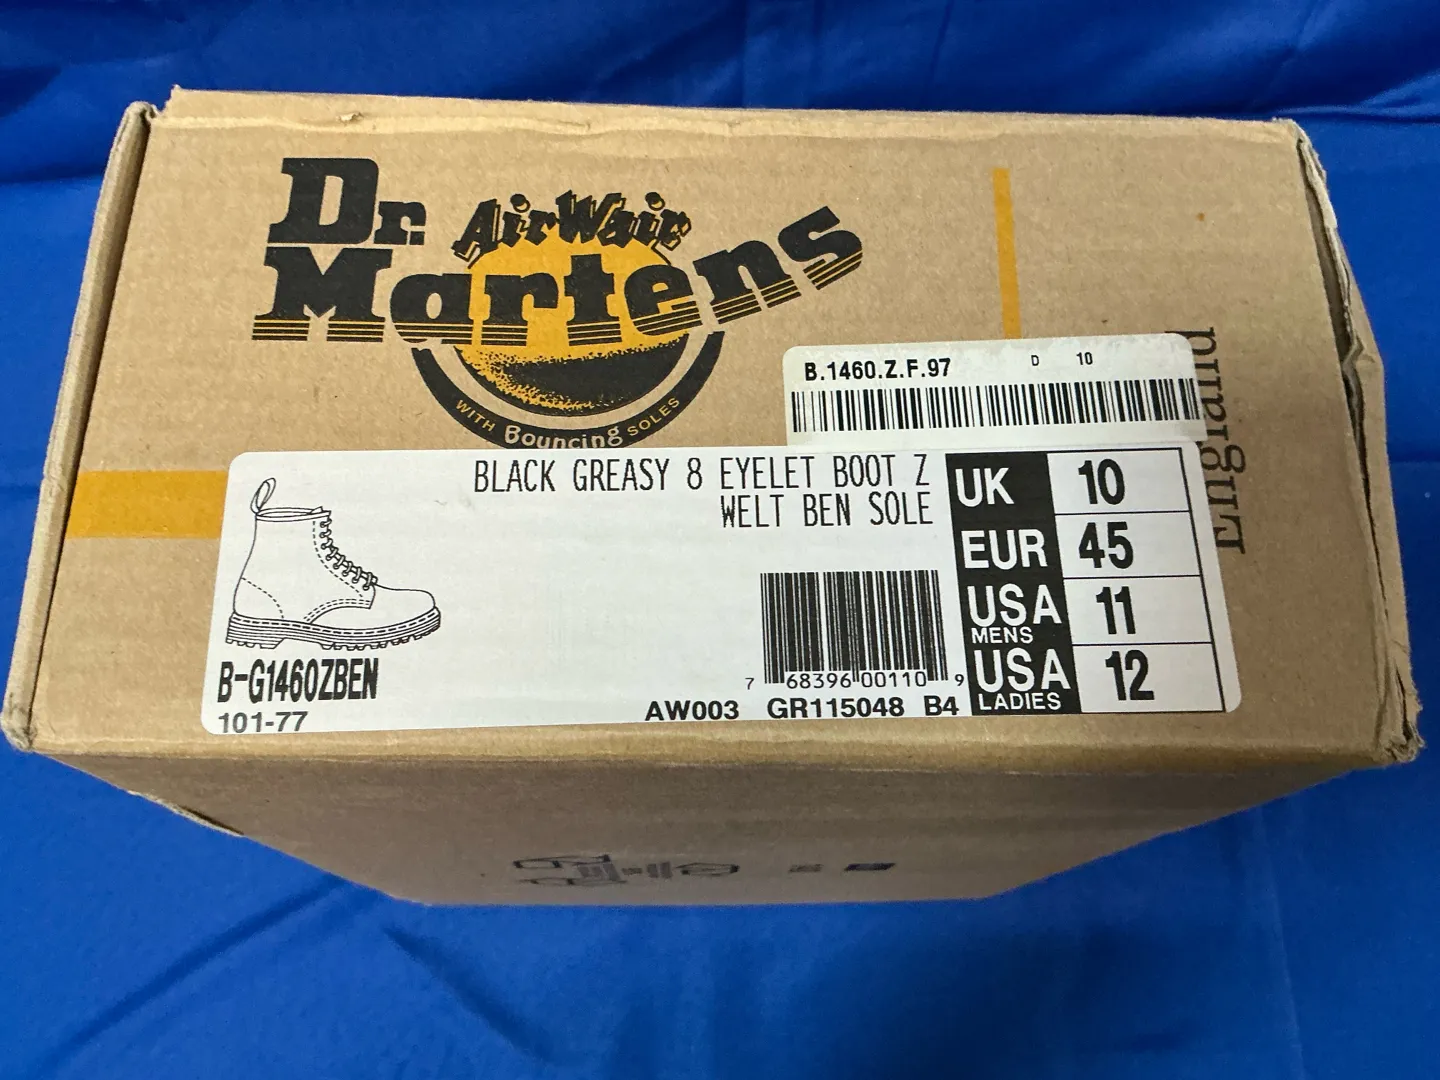 Dr. AirWair
Martens
WITH Bouncing SOLES
B.1460.Z.F.97 D 10
England
BLACK GREASY 8 EYELET BOOT Z
WELT BEN SOLE
UK 10
EUR 45
USA MENS 11
USA LADIES 12
B-G1460ZBEN
101-77
7 68396 00110 9
AW003 GR115048 B4